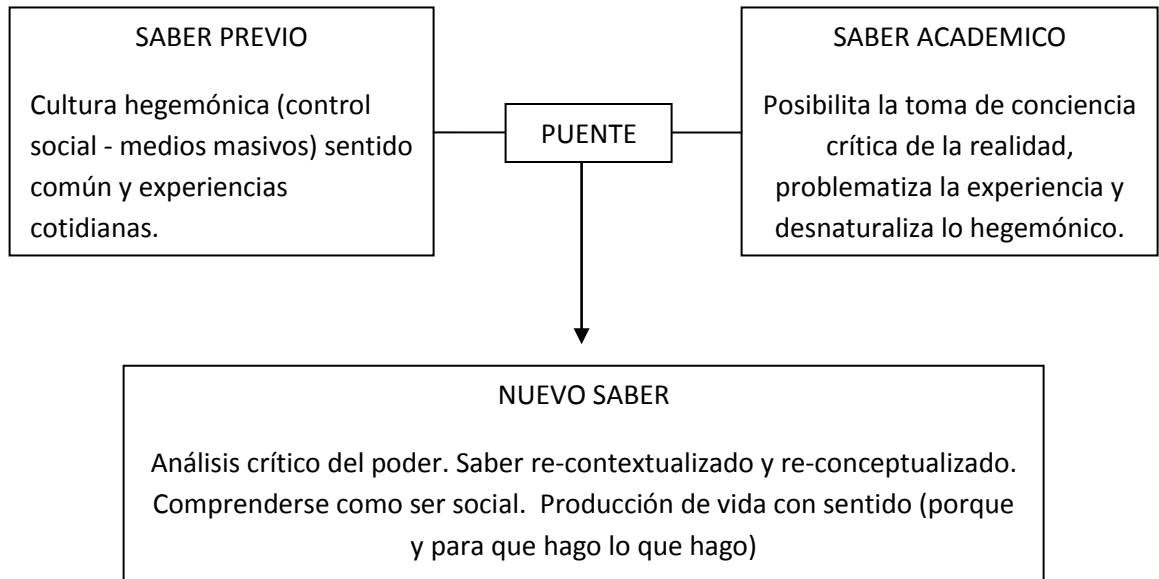 SABER PREVIO
Cultura hegemónica (control
social - medios masivos) sentido
común y experiencias
cotidianas.
PUENTE
SABER ACADEMICO
Posibilita la toma de conciencia
crítica de la realidad,
problematiza la experiencia y
desnaturaliza lo hegemónico.
NUEVO SABER
Análisis crítico del poder. Saber re-contextualizado y re-conceptualizado.
Comprenderse como ser social.  Producción de vida con sentido (porque
y para que hago lo que hago)